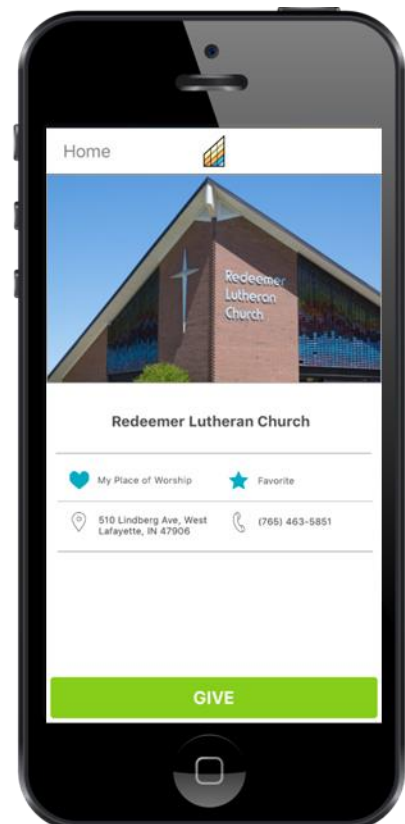 Home
Redeemer
Lutheran
Church
Redeemer Lutheran Church
My Place of Worship
Favorite
510 Lindberg Ave, West
Lafayette, IN 47906
(765) 463-5851
GIVE